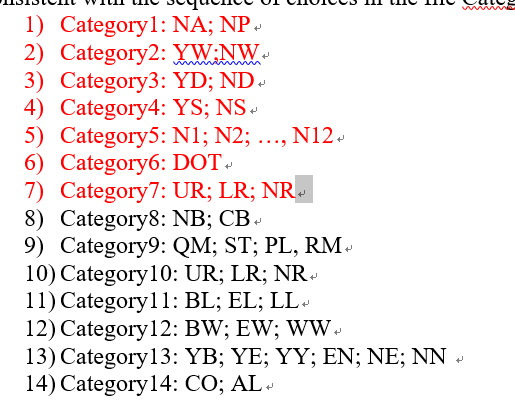 onsistent with the sequence of choices in the file Categ
1) Category1: NA; NP
2) Category2: YW;NW
3) Category3: YD; ND
4) Category4: YS; NS
5) Category5: N1; N2; …, N12
6) Category6: DOT
7) Category7: UR; LR; NR
8) Category8: NB; CB
9) Category9: QM; ST; PL, RM
10) Category10: UR; LR; NR
11) Category11: BL; EL; LL
12) Category12: BW; EW; WW
13) Category13: YB; YE; YY; EN; NE; NN
14) Category14: CO; AL